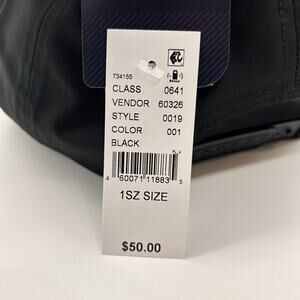 734155
CLASS 0641
VENDOR 60326
STYLE 0019
COLOR 001
BLACK
4 60071 11883 5
1SZ SIZE
$50.00